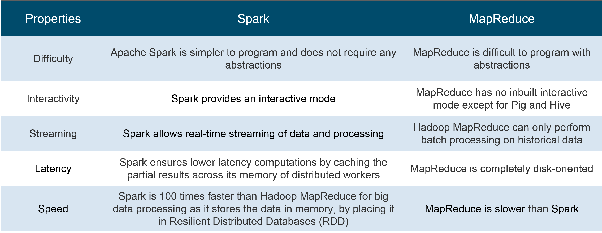 Properties Spark MapReduce
Difficulty
Apache Spark is simpler to program and does not require any
abstractions
MapReduce is difficult to program with
abstractions
Interactivity
Spark provides an interactive mode
MapReduce has no inbuilt interactive
mode except for Pig and Hive
Streaming
Spark allows real-time streaming of data and processing
Hadoop MapReduce can only perform
batch processing on historical data
Latency
Spark ensures lower latency computations by caching the
partial results across its memory of distributed workers
MapReduce is completely disk-oriented
Speed
Spark is 100 times faster than Hadoop MapReduce for big
data processing as it stores the data in memory, by placing it
in Resilient Distributed Databases (RDD)
MapReduce is slower than Spark